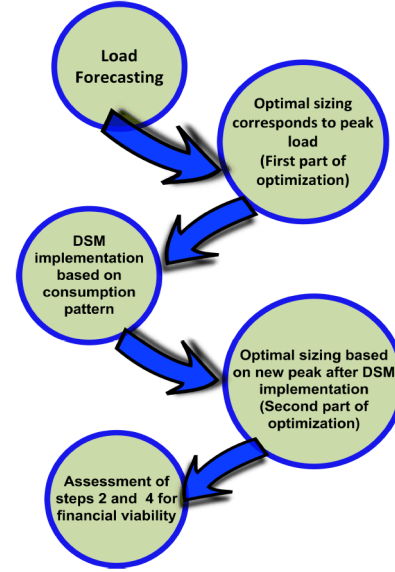 Load
Forecasting
Optimal sizing
corresponds to peak
load
(First part of
optimization)
DSM
implementation
based on
consumption
pattern
Optimal sizing based
on new peak after DSM
implementation
(Second part of
optimization)
Assessment of
steps 2 and 4 for
financial viability